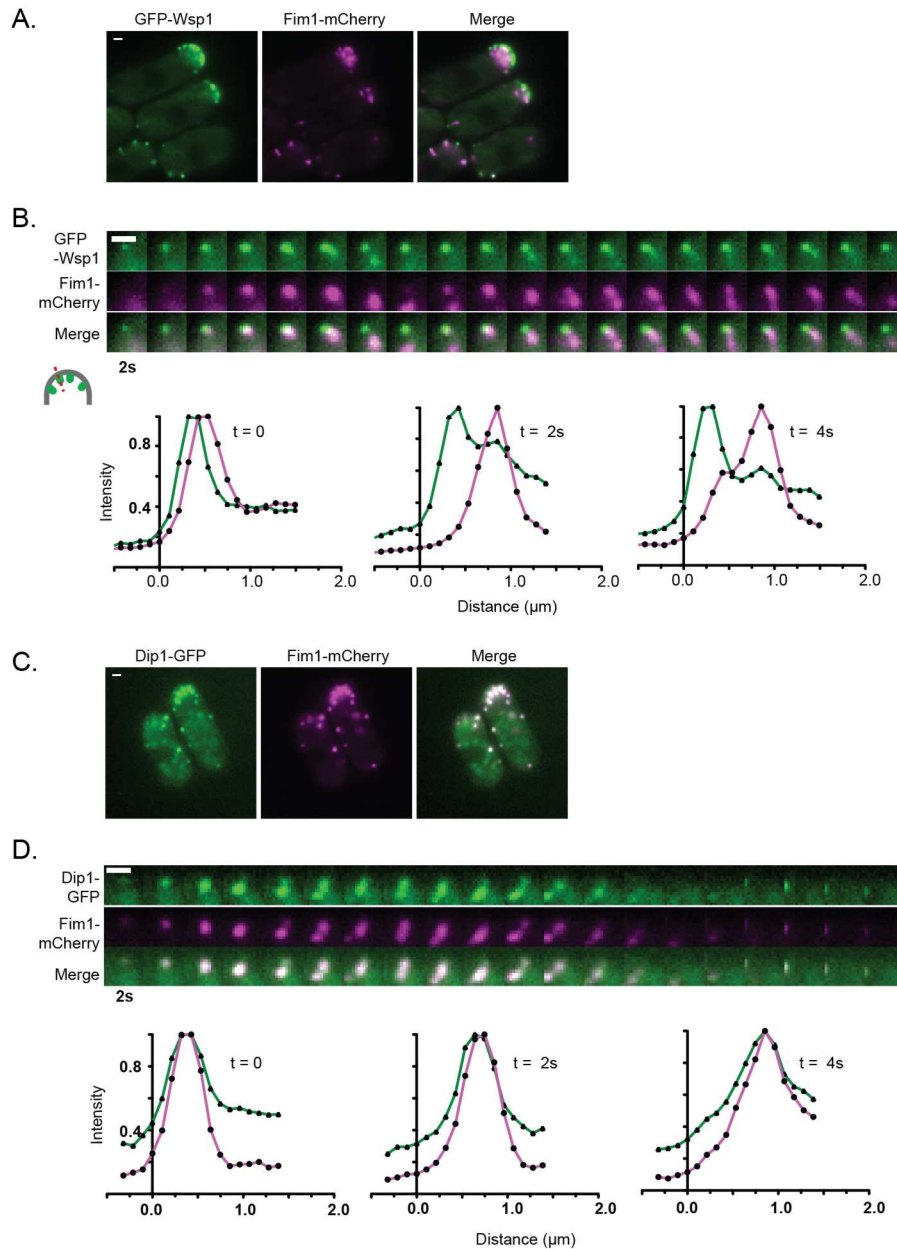 A.
GFP-Wsp1 Fim1-mCherry Merge
B.
GFP
-Wsp1
Fim1-
mCherry
Merge
2s
Intensity
0.8
0.4
t = 0
t = 2s
t = 4s
0.0 1.0 2.0
0.0 1.0 2.0
0.0 1.0 2.0
Distance (µm)
C.
Dip1-GFP Fim1-mCherry Merge
D.
Dip1-
GFP
Fim1-
mCherry
Merge
2s
Intensity
0.8
0.4
t = 0
t = 2s
t = 4s
0.0 1.0 2.0
0.0 1.0 2.0
0.0 1.0 2.0
Distance (µm)